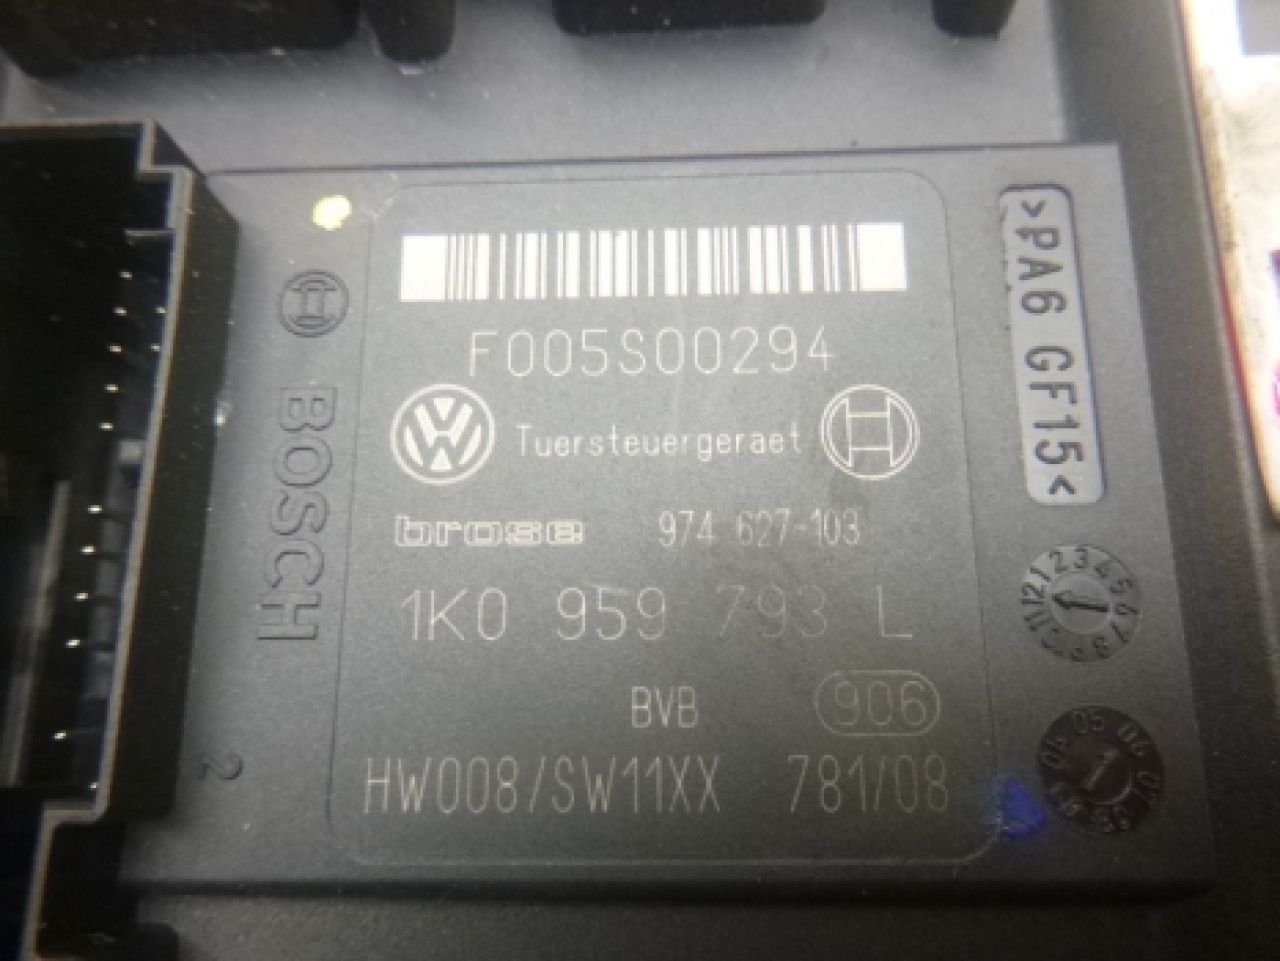 F005S00294
Tuersteuergeraet
brose 974 627-103
1K0 959 793 L
BVB 906
HW008/SW11XX 781/08
BOSCH
2
>PA6 GF15<